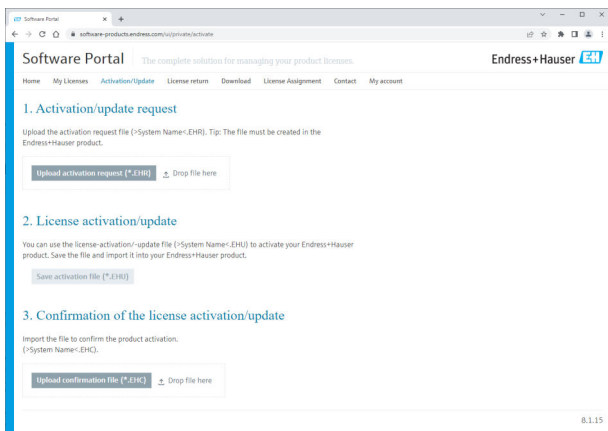 Software Portal
software-products.endress.com/ui/private/activate
Software Portal The complete solution for managing your product licenses.
Endress+Hauser EH
Home My Licenses Activation/Update License return Download License Assignment Contact My account
1. Activation/update request
Upload the activation request file (>System Name<.EHR). Tip: The file must be created in the
Endress+Hauser product.
Upload activation request (*.EHR) Drop file here
2. License activation/update
You can use the license-activation/-update file (>System Name<.EHU) to activate your Endress+Hauser
product. Save the file and import it into your Endress+Hauser product.
Save activation file (*.EHU)
3. Confirmation of the license activation/update
Import the file to confirm the product activation.
(>System Name<.EHC).
Upload confirmation file (*.EHC) Drop file here
8.1.15